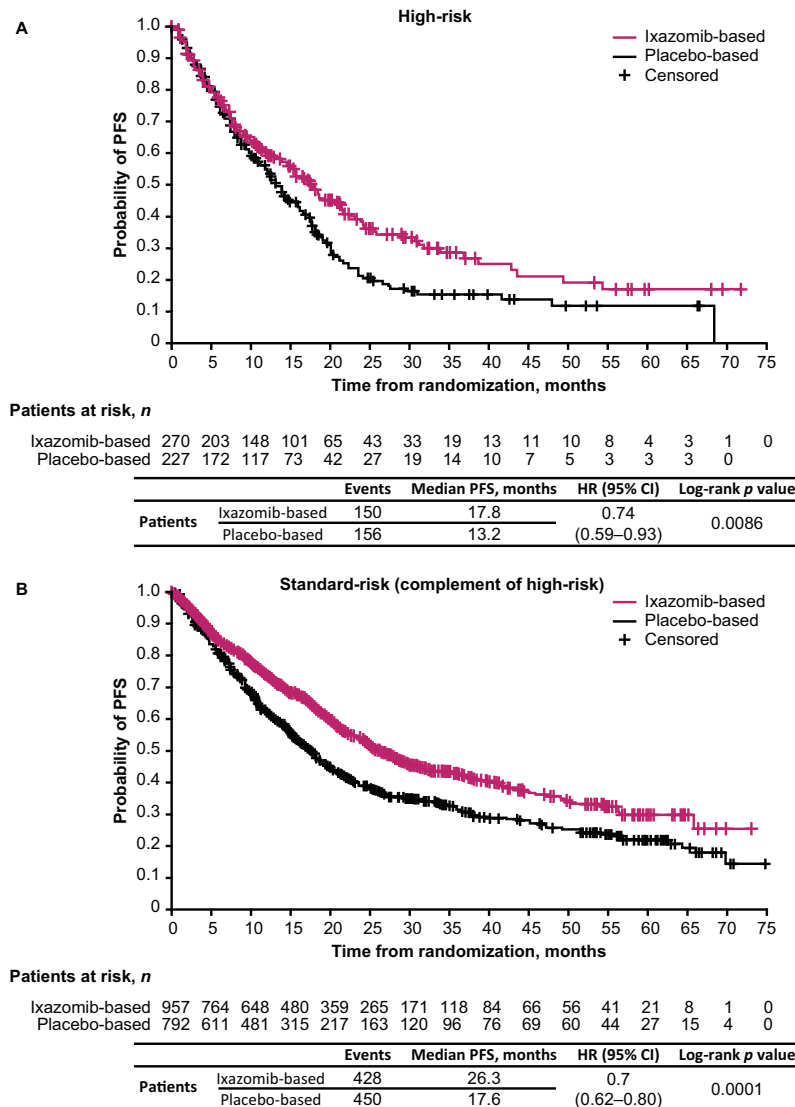 A
High-risk
Ixazomib-based
Placebo-based
Censored
Probability of PFS
1.0
0.9
0.8
0.7
0.6
0.5
0.4
0.3
0.2
0.1
0
0 5 10 15 20 25 30 35 40 45 50 55 60 65 70 75
Time from randomization, months
Patients at risk, n
Ixazomib-based 270 203 148 101 65 43 33 19 13 11 10 8 4 3 1 0
Placebo-based 227 172 117 73 42 27 19 14 10 7 5 3 3 3 0
Events Median PFS, months HR (95% CI) Log-rank p value
Patients Ixazomib-based 150 17.8 0.74 0.0086
Placebo-based 156 13.2 (0.59–0.93)
B
Standard-risk (complement of high-risk)
Ixazomib-based
Placebo-based
Censored
Probability of PFS
1.0
0.9
0.8
0.7
0.6
0.5
0.4
0.3
0.2
0.1
0
0 5 10 15 20 25 30 35 40 45 50 55 60 65 70 75
Time from randomization, months
Patients at risk, n
Ixazomib-based 957 764 648 480 359 265 171 118 84 66 56 41 21 8 1 0
Placebo-based 792 611 481 315 217 163 120 96 76 69 60 44 27 15 4 0
Events Median PFS, months HR (95% CI) Log-rank p value
Patients Ixazomib-based 428 26.3 0.7 0.0001
Placebo-based 450 17.6 (0.62–0.80)